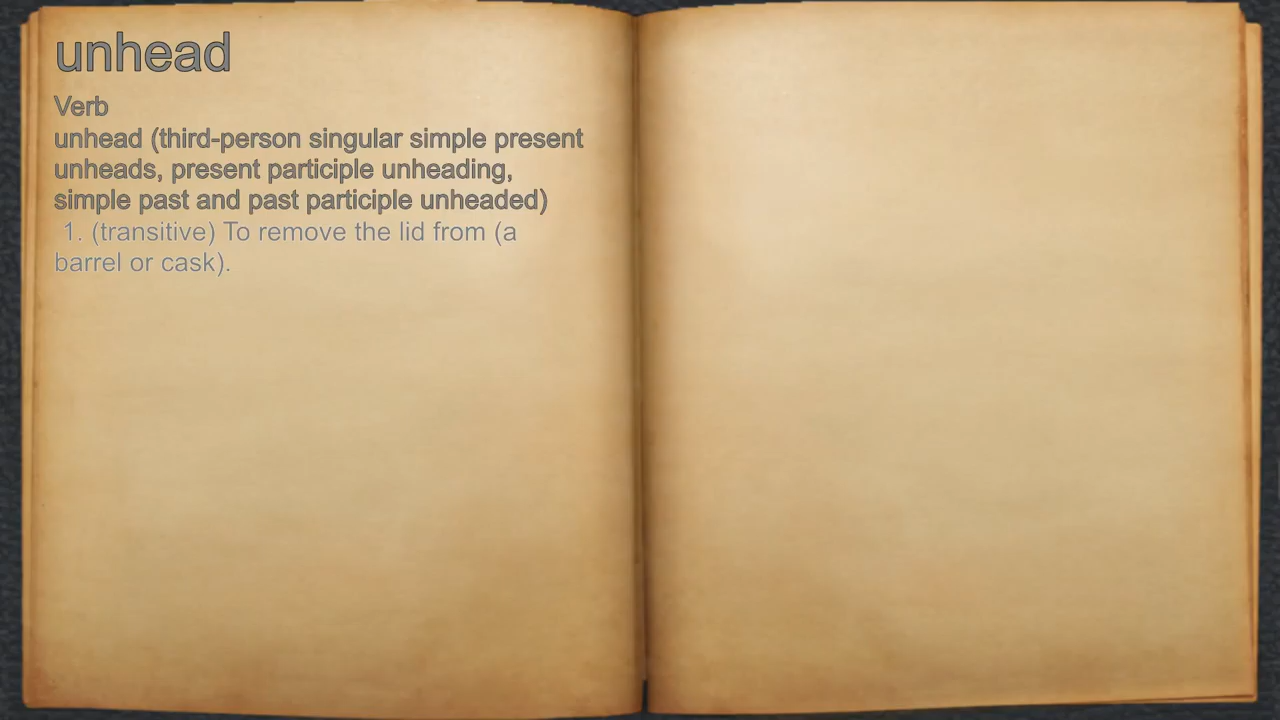 unhead
Verb
unhead (third-person singular simple present
unheads, present participle unheading,
simple past and past participle unheaded)
1. (transitive) To remove the lid from (a
barrel or cask).